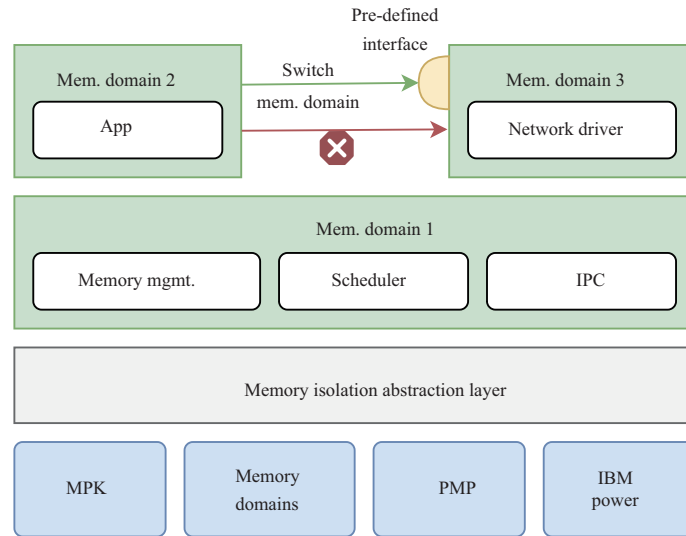 Pre-defined
interface
Mem. domain 2
Switch
mem. domain
Mem. domain 3
App
Network driver
Mem. domain 1
Memory mgmt.
Scheduler
IPC
Memory isolation abstraction layer
MPK
Memory
domains
PMP
IBM
power